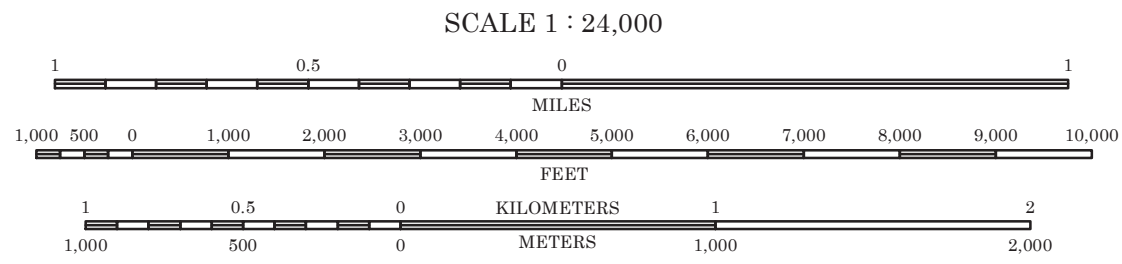 SCALE 1 : 24,000
1 0.5 0 1
MILES
1,000 500 0 1,000 2,000 3,000 4,000 5,000 6,000 7,000 8,000 9,000 10,000
FEET
1 0.5 0 KILOMETERS 1 2
1,000 500 0 METERS 1,000 2,000